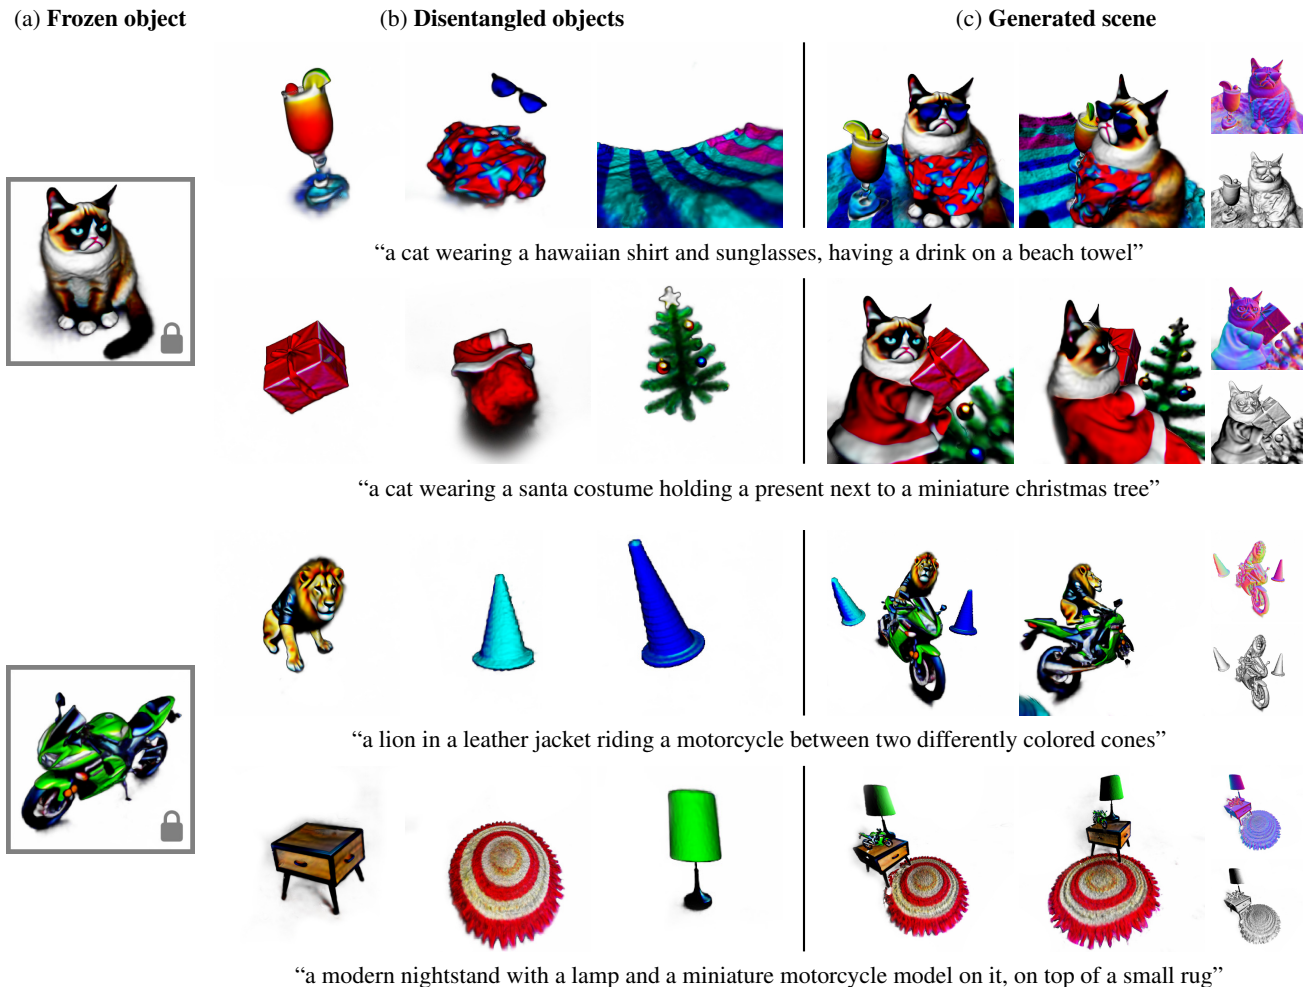 (a) Frozen object
(b) Disentangled objects
(c) Generated scene
“a cat wearing a hawaiian shirt and sunglasses, having a drink on a beach towel”
“a cat wearing a santa costume holding a present next to a miniature christmas tree”
“a lion in a leather jacket riding a motorcycle between two differently colored cones”
“a modern nightstand with a lamp and a miniature motorcycle model on it, on top of a small rug”